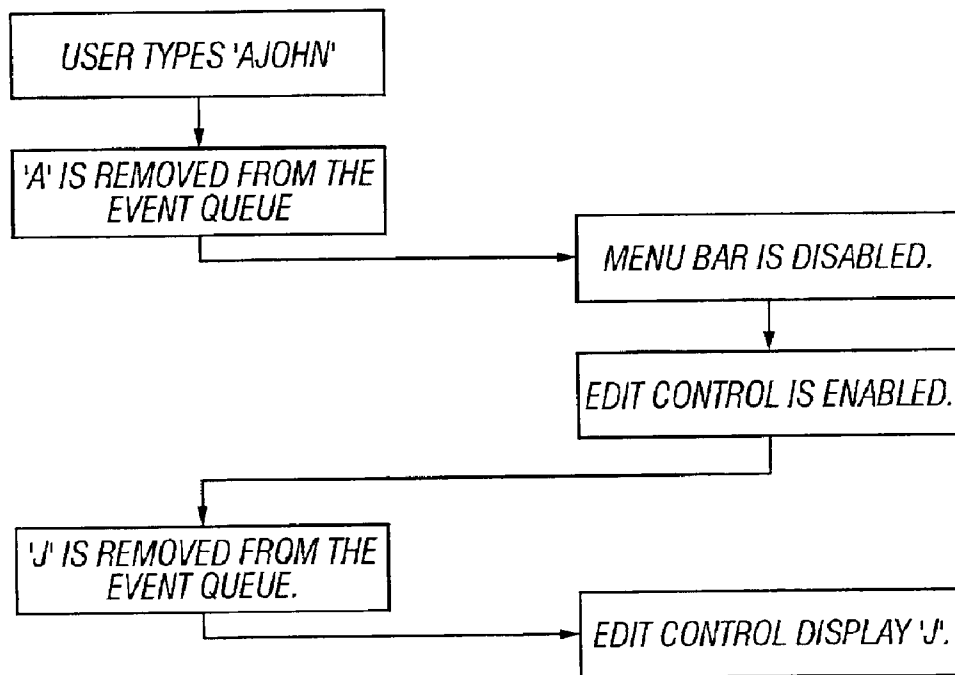 USER TYPES 'AJOHN'
'A' IS REMOVED FROM THE
EVENT QUEUE
MENU BAR IS DISABLED.
EDIT CONTROL IS ENABLED.
'J' IS REMOVED FROM THE
EVENT QUEUE.
EDIT CONTROL DISPLAY 'J'.